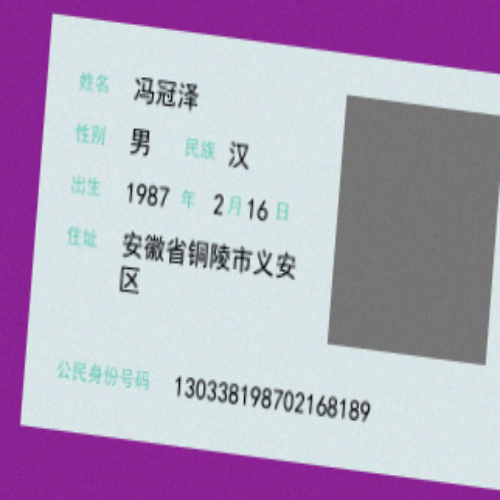 姓名 冯冠泽
性别 男 民族 汉
出生 1987 年 2 月 16 日
住址 安徽省铜陵市义安
区
公民身份号码 130338198702168189